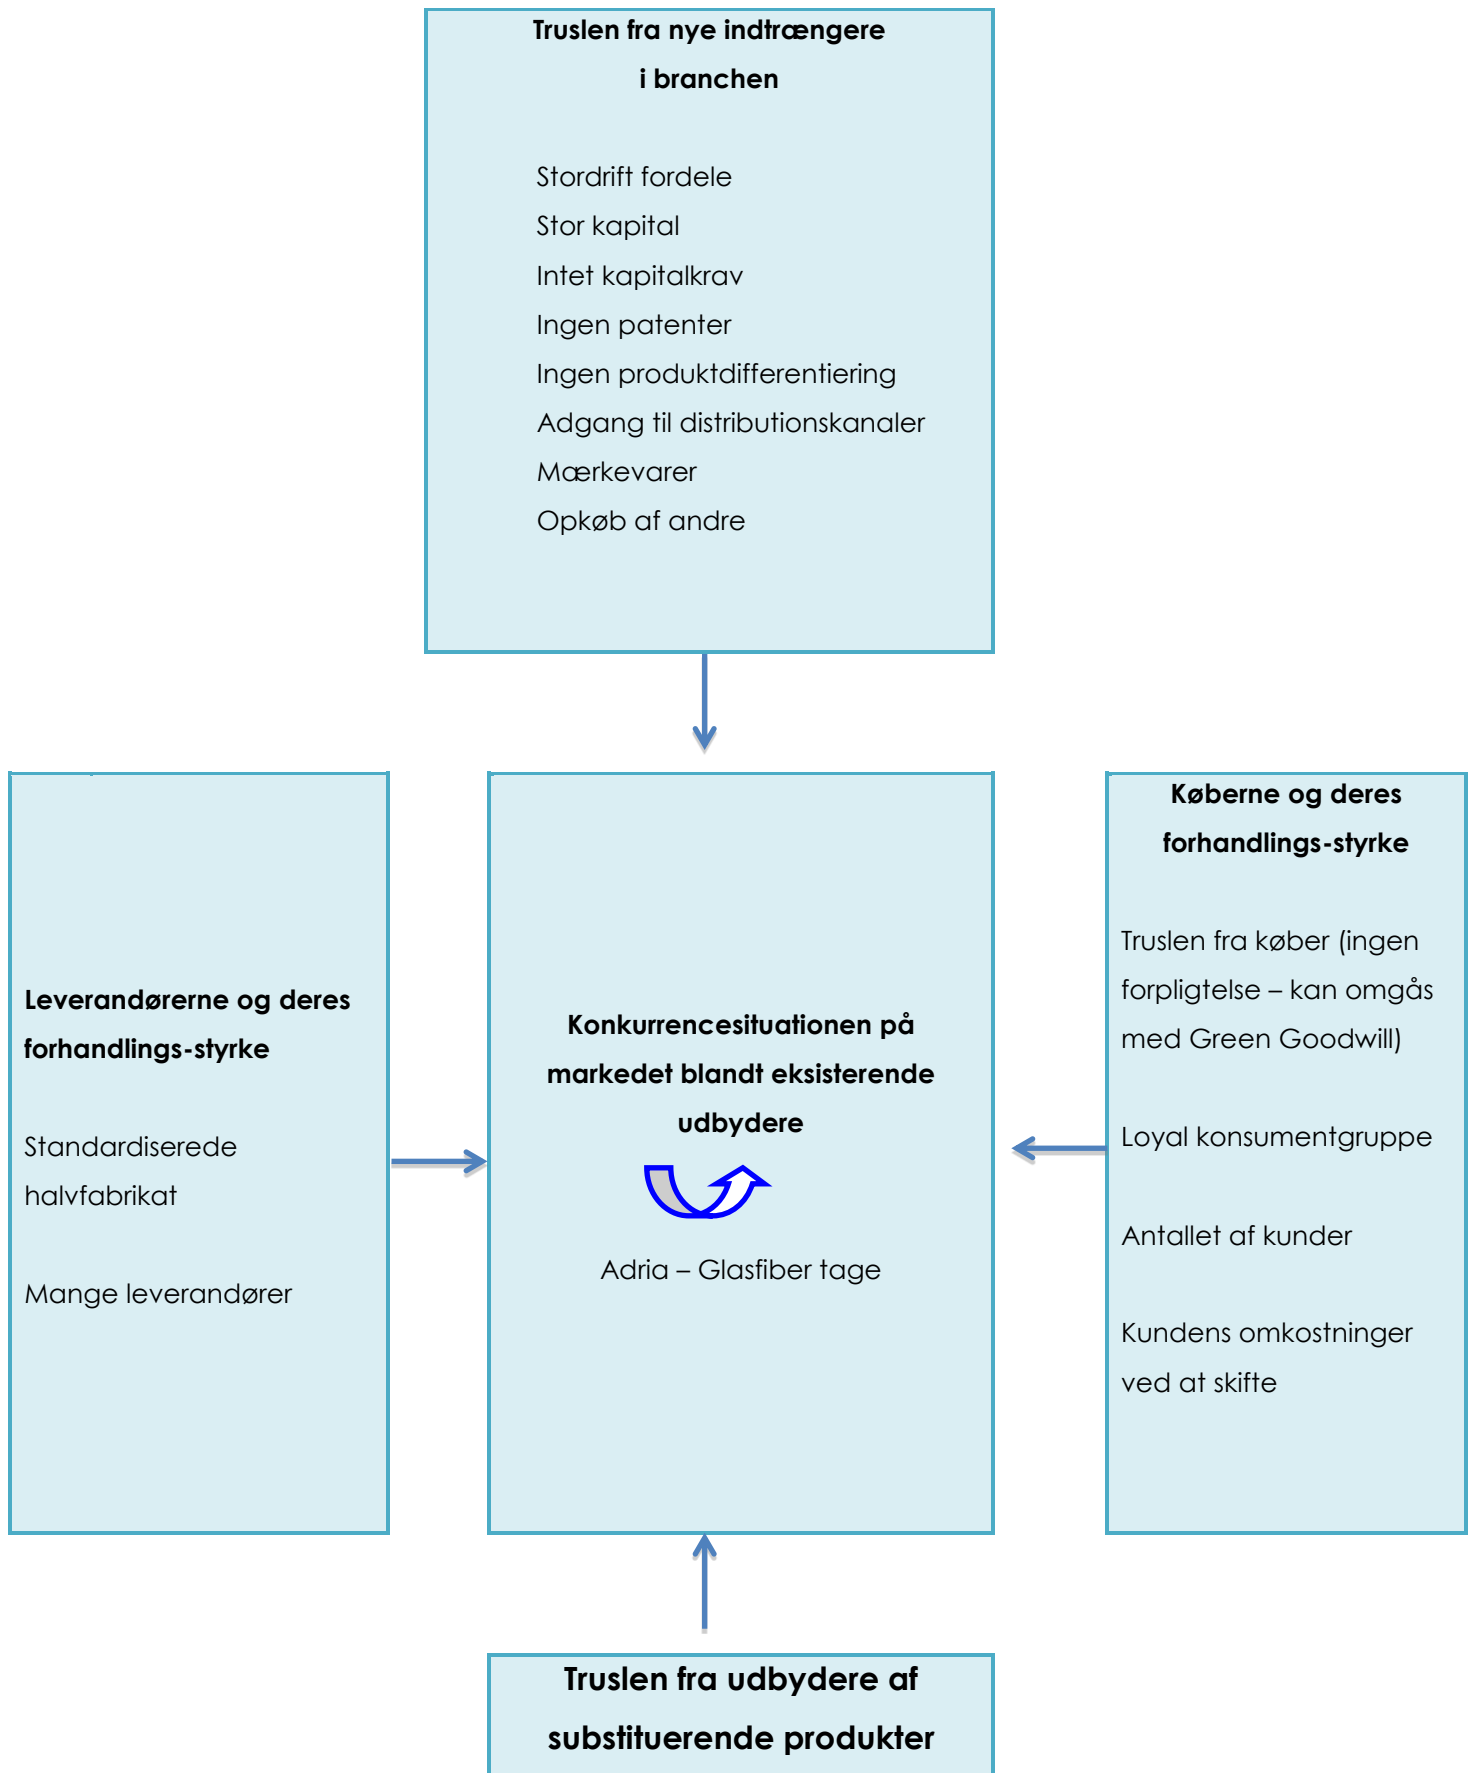 Truslen fra nye indtrængere
i branchen
Stordrift fordele
Stor kapital
Intet kapitalkrav
Ingen patenter
Ingen produktdifferentiering
Adgang til distributionskanaler
Mærkevarer
Opkøb af andre
Leverandørerne og deres
forhandlings-styrke
Standardiserede
halvfabrikat
Mange leverandører
Konkurrencesituationen på
markedet blandt eksisterende
udbydere
Adria – Glasfiber tage
Køberne og deres
forhandlings-styrke
Truslen fra køber (ingen
forpligtelse – kan omgås
med Green Goodwill)
Loyal konsumentgruppe
Antallet af kunder
Kundens omkostninger
ved at skifte
Truslen fra udbydere af
substituerende produkter